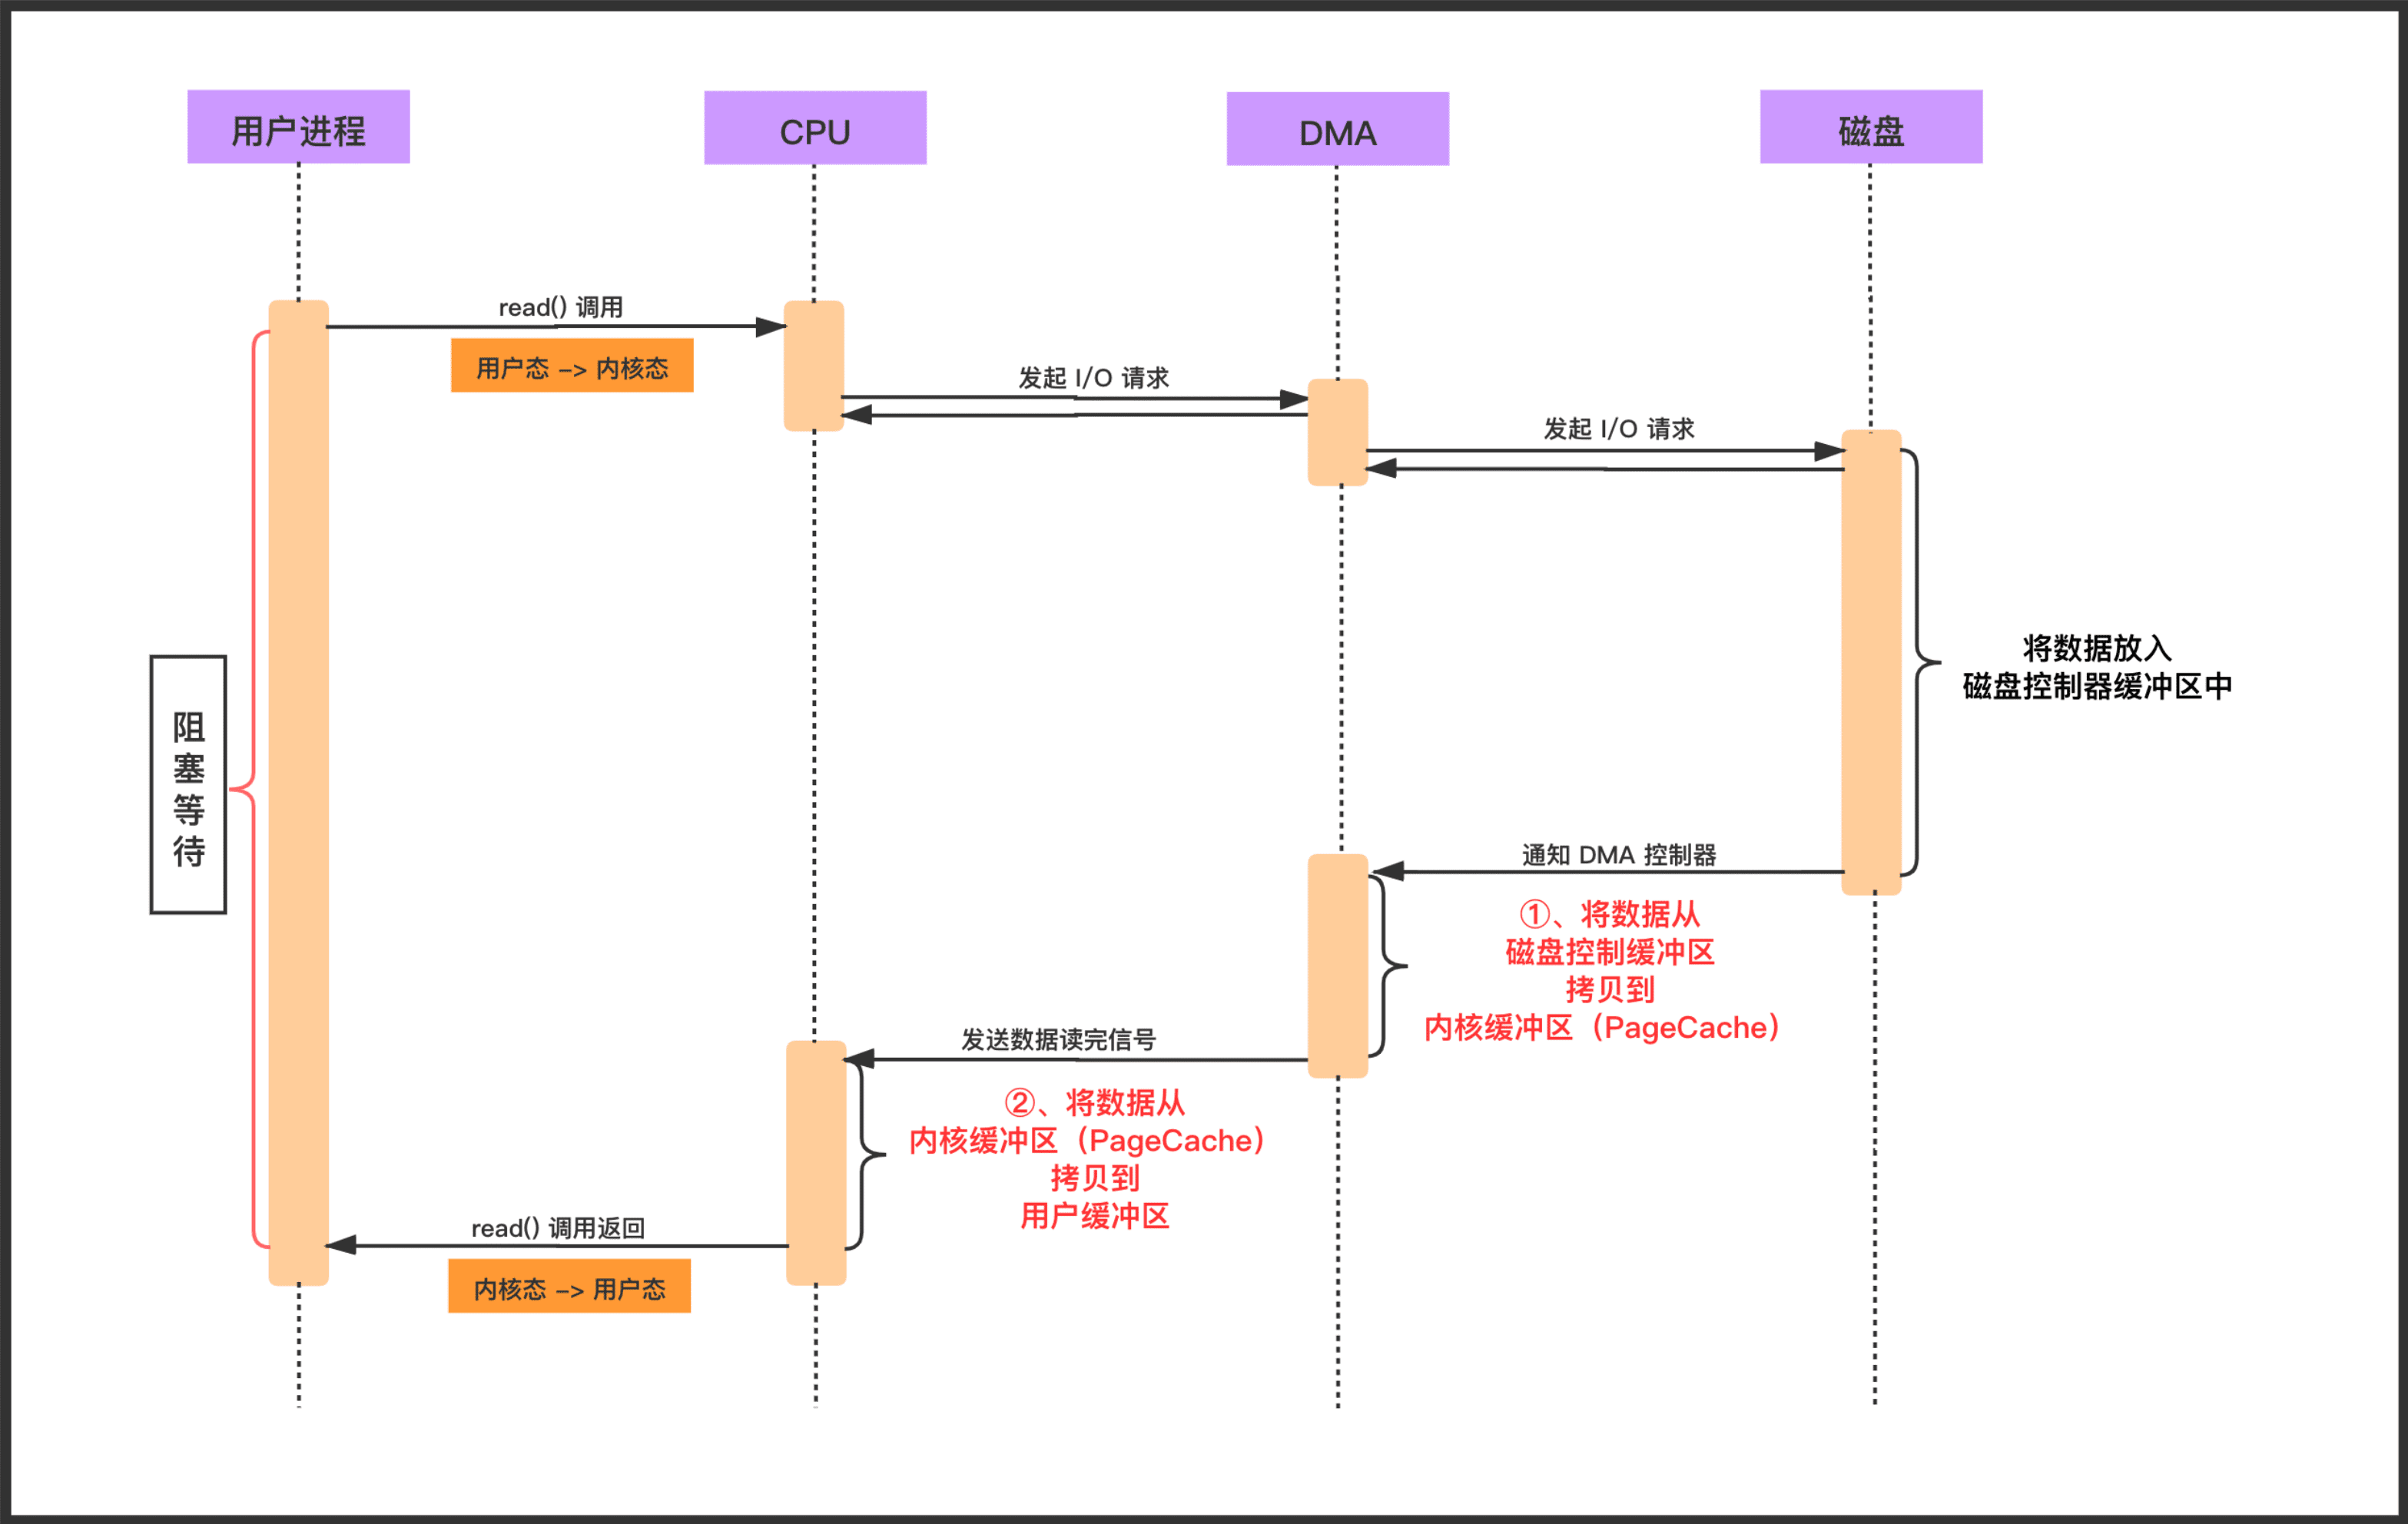 用户进程
CPU
DMA
磁盘
read() 调用
用户态 -> 内核态
发起 I/O 请求
发起 I/O 请求
将数据放入
磁盘控制器缓冲区中
阻
塞
等
待
通知 DMA 控制器
①、将数据从
磁盘控制缓冲区
拷贝到
内核缓冲区（PageCache）
发送数据读完信号
②、将数据从
内核缓冲区（PageCache）
拷贝到
用户缓冲区
read() 调用返回
内核态 -> 用户态